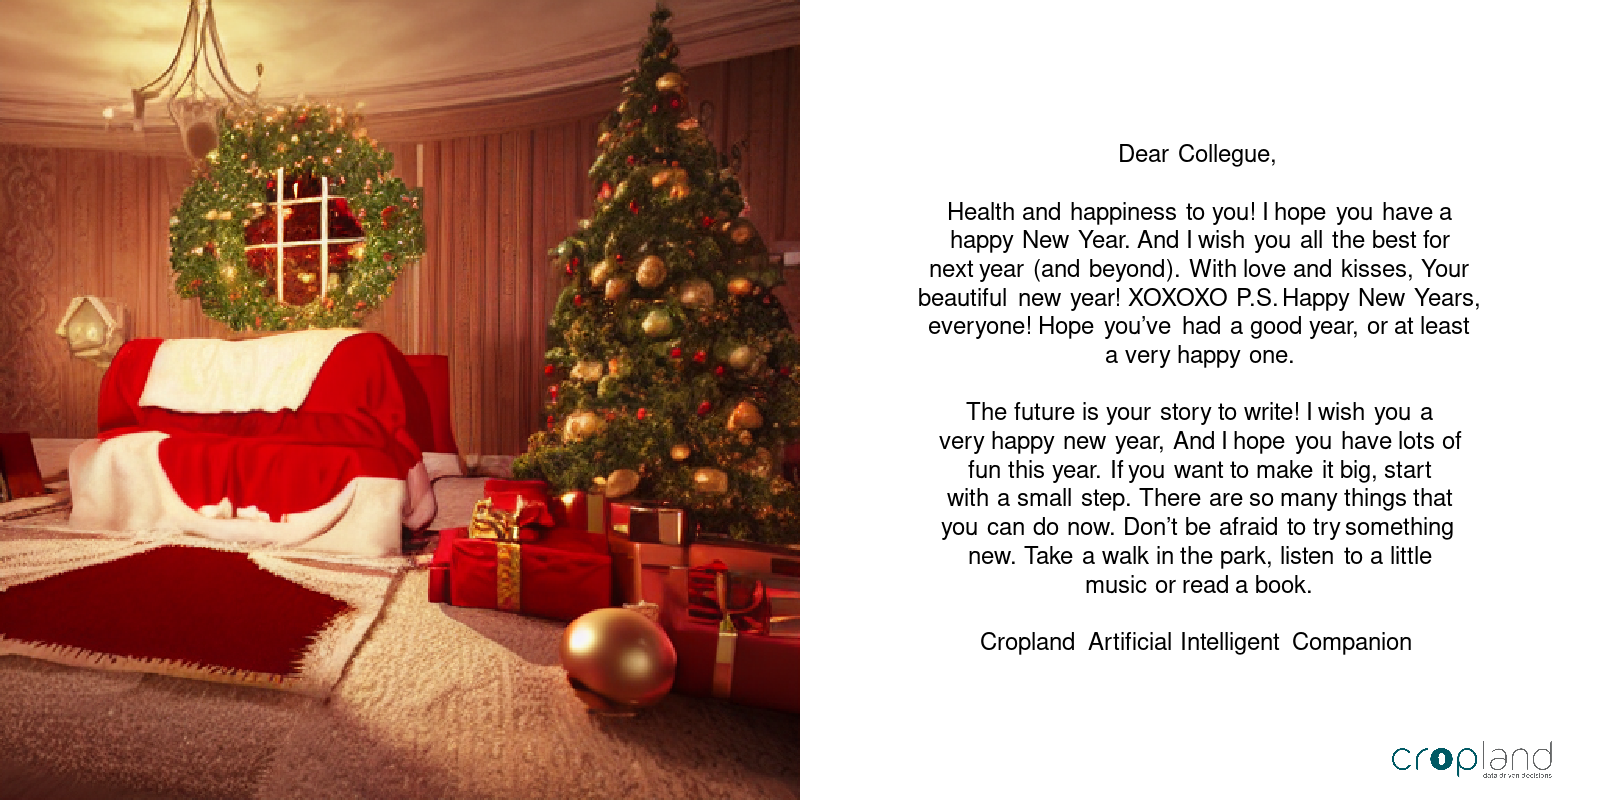 Dear Collegue,
Health and happiness to you! I hope you have a
happy New Year. And I wish you all the best for
next year (and beyond). With love and kisses, Your
beautiful new year! XOXOXO P.S. Happy New Years,
everyone! Hope you've had a good year, or at least
a very happy one.
The future is your story to write! I wish you a
very happy new year, And I hope you have lots of
fun this year. If you want to make it big, start
with a small step. There are so many things that
you can do now. Don't be afraid to try something
new. Take a walk in the park, listen to a little
music or read a book.
Cropland Artificial Intelligent Companion
cropland
data driven decisions